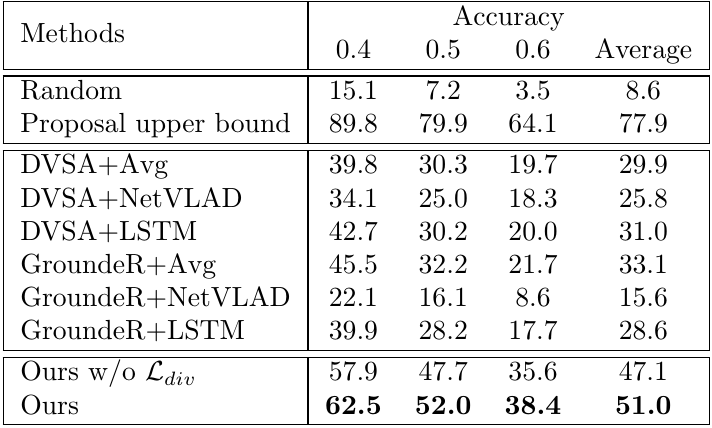 Methods Accuracy
0.4 0.5 0.6 Average
Random 15.1 7.2 3.5 8.6
Proposal upper bound 89.8 79.9 64.1 77.9
DVSA+Avg 39.8 30.3 19.7 29.9
DVSA+NetVLAD 34.1 25.0 18.3 25.8
DVSA+LSTM 42.7 30.2 20.0 31.0
GroundeR+Avg 45.5 32.2 21.7 33.1
GroundeR+NetVLAD 22.1 16.1 8.6 15.6
GroundeR+LSTM 39.9 28.2 17.7 28.6
Ours w/o ℒdiv 57.9 47.7 35.6 47.1
Ours 62.5 52.0 38.4 51.0